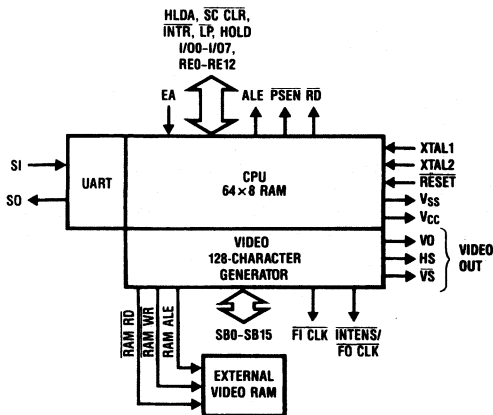 HLDA, SC CLR,
INTR, LP, HOLD
I/O0-I/O7,
RE0-RE12
EA
ALE PSEN RD
SI
SO
UART
CPU
64×8 RAM
XTAL1
XTAL2
RESET
VSS
VCC
VIDEO
128-CHARACTER
GENERATOR
VO
HS
VS
VIDEO
OUT
RAM RD
RAM WR
RAM ALE
SB0-SB15
FI CLK
INTENS/
FO CLK
EXTERNAL
VIDEO RAM